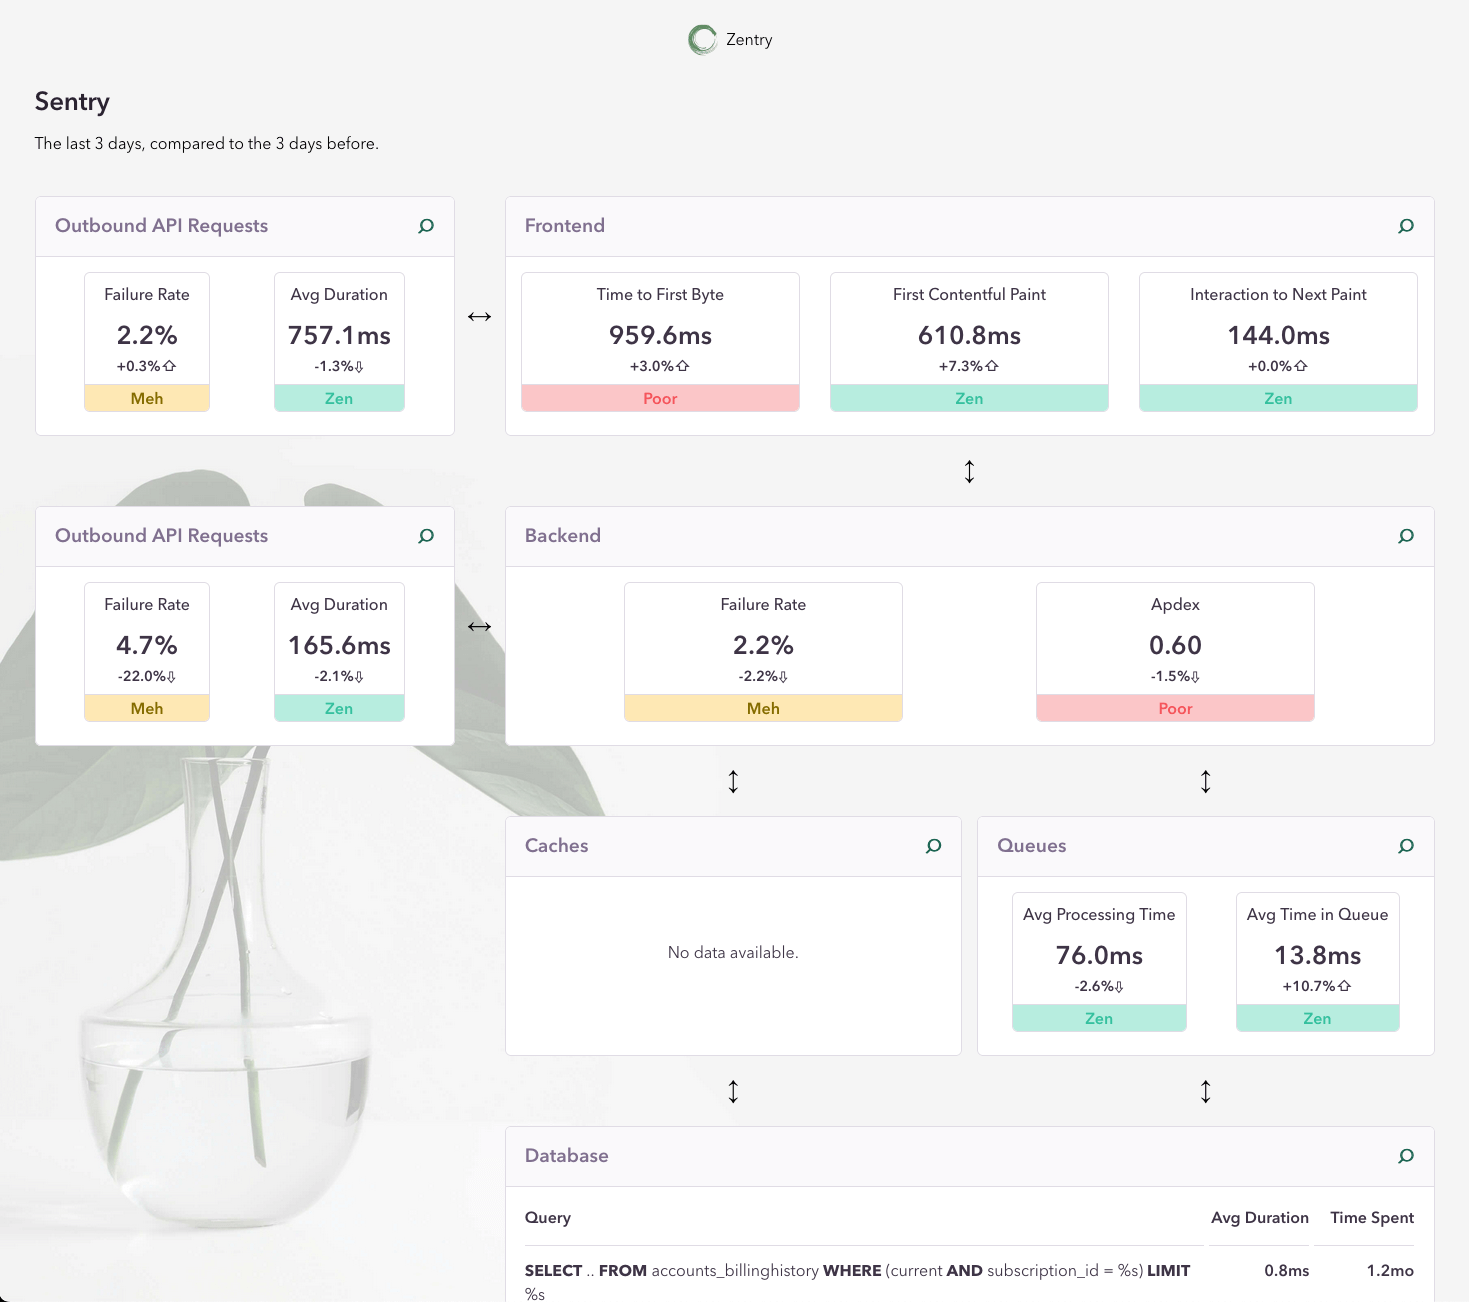 Zentry
Sentry
The last 3 days, compared to the 3 days before.
Outbound API Requests
Failure Rate
2.2%
+0.3%⇧
Meh
Avg Duration
757.1ms
-1.3%⇩
Zen
↔
Frontend
Time to First Byte
959.6ms
+3.0%⇧
Poor
First Contentful Paint
610.8ms
+7.3%⇧
Zen
Interaction to Next Paint
144.0ms
+0.0%⇧
Zen
↕
Outbound API Requests
Failure Rate
4.7%
-22.0%⇩
Meh
Avg Duration
165.6ms
-2.1%⇩
Zen
↔
Backend
Failure Rate
2.2%
-2.2%⇩
Meh
Apdex
0.60
-1.5%⇩
Poor
↕ ↕
Caches
No data available.
Queues
Avg Processing Time
76.0ms
-2.6%⇩
Zen
Avg Time in Queue
13.8ms
+10.7%⇧
Zen
↕ ↕
Database
Query Avg Duration Time Spent
SELECT .. FROM accounts_billinghistory WHERE (current AND subscription_id = %s) LIMIT 0.8ms 1.2mo
%s